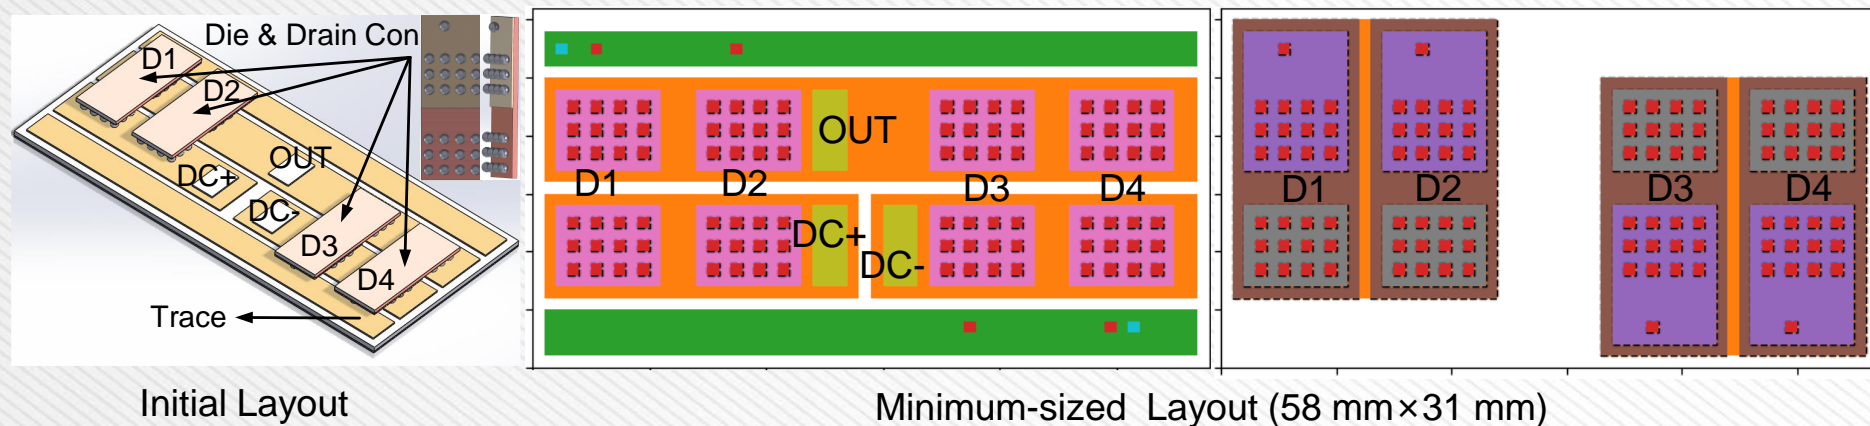 Die & Drain Con
D1
D2
OUT
DC+
DC-
D3
D4
Trace
Initial Layout
OUT
D1
D2
D3
D4
DC+
DC-
D1
D2
D3
D4
Minimum-sized Layout (58 mm×31 mm)